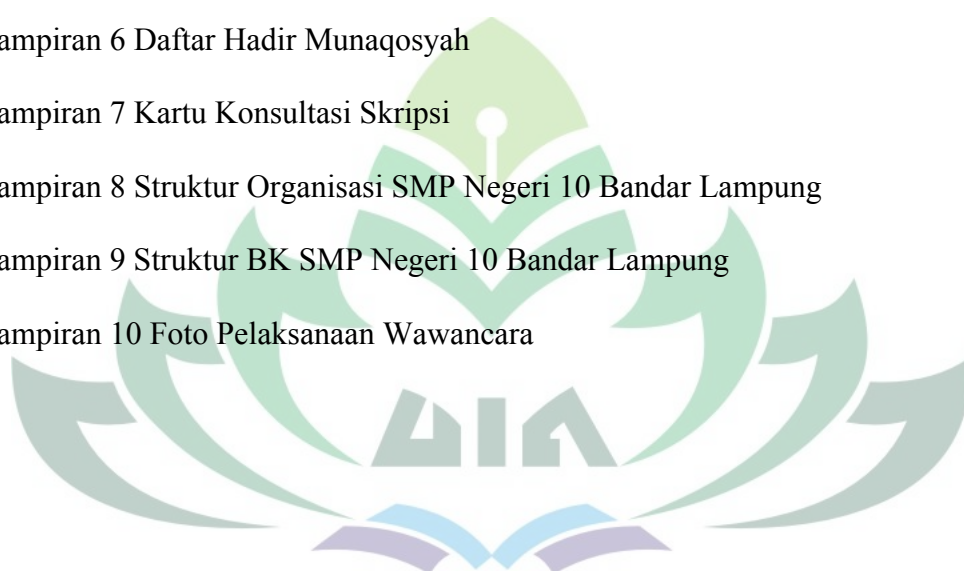 ampiran 6 Daftar Hadir Munaqosyah
ampiran 7 Kartu Konsultasi Skripsi
ampiran 8 Struktur Organisasi SMP Negeri 10 Bandar Lampung
ampiran 9 Struktur BK SMP Negeri 10 Bandar Lampung
ampiran 10 Foto Pelaksanaan Wawancara
UIN